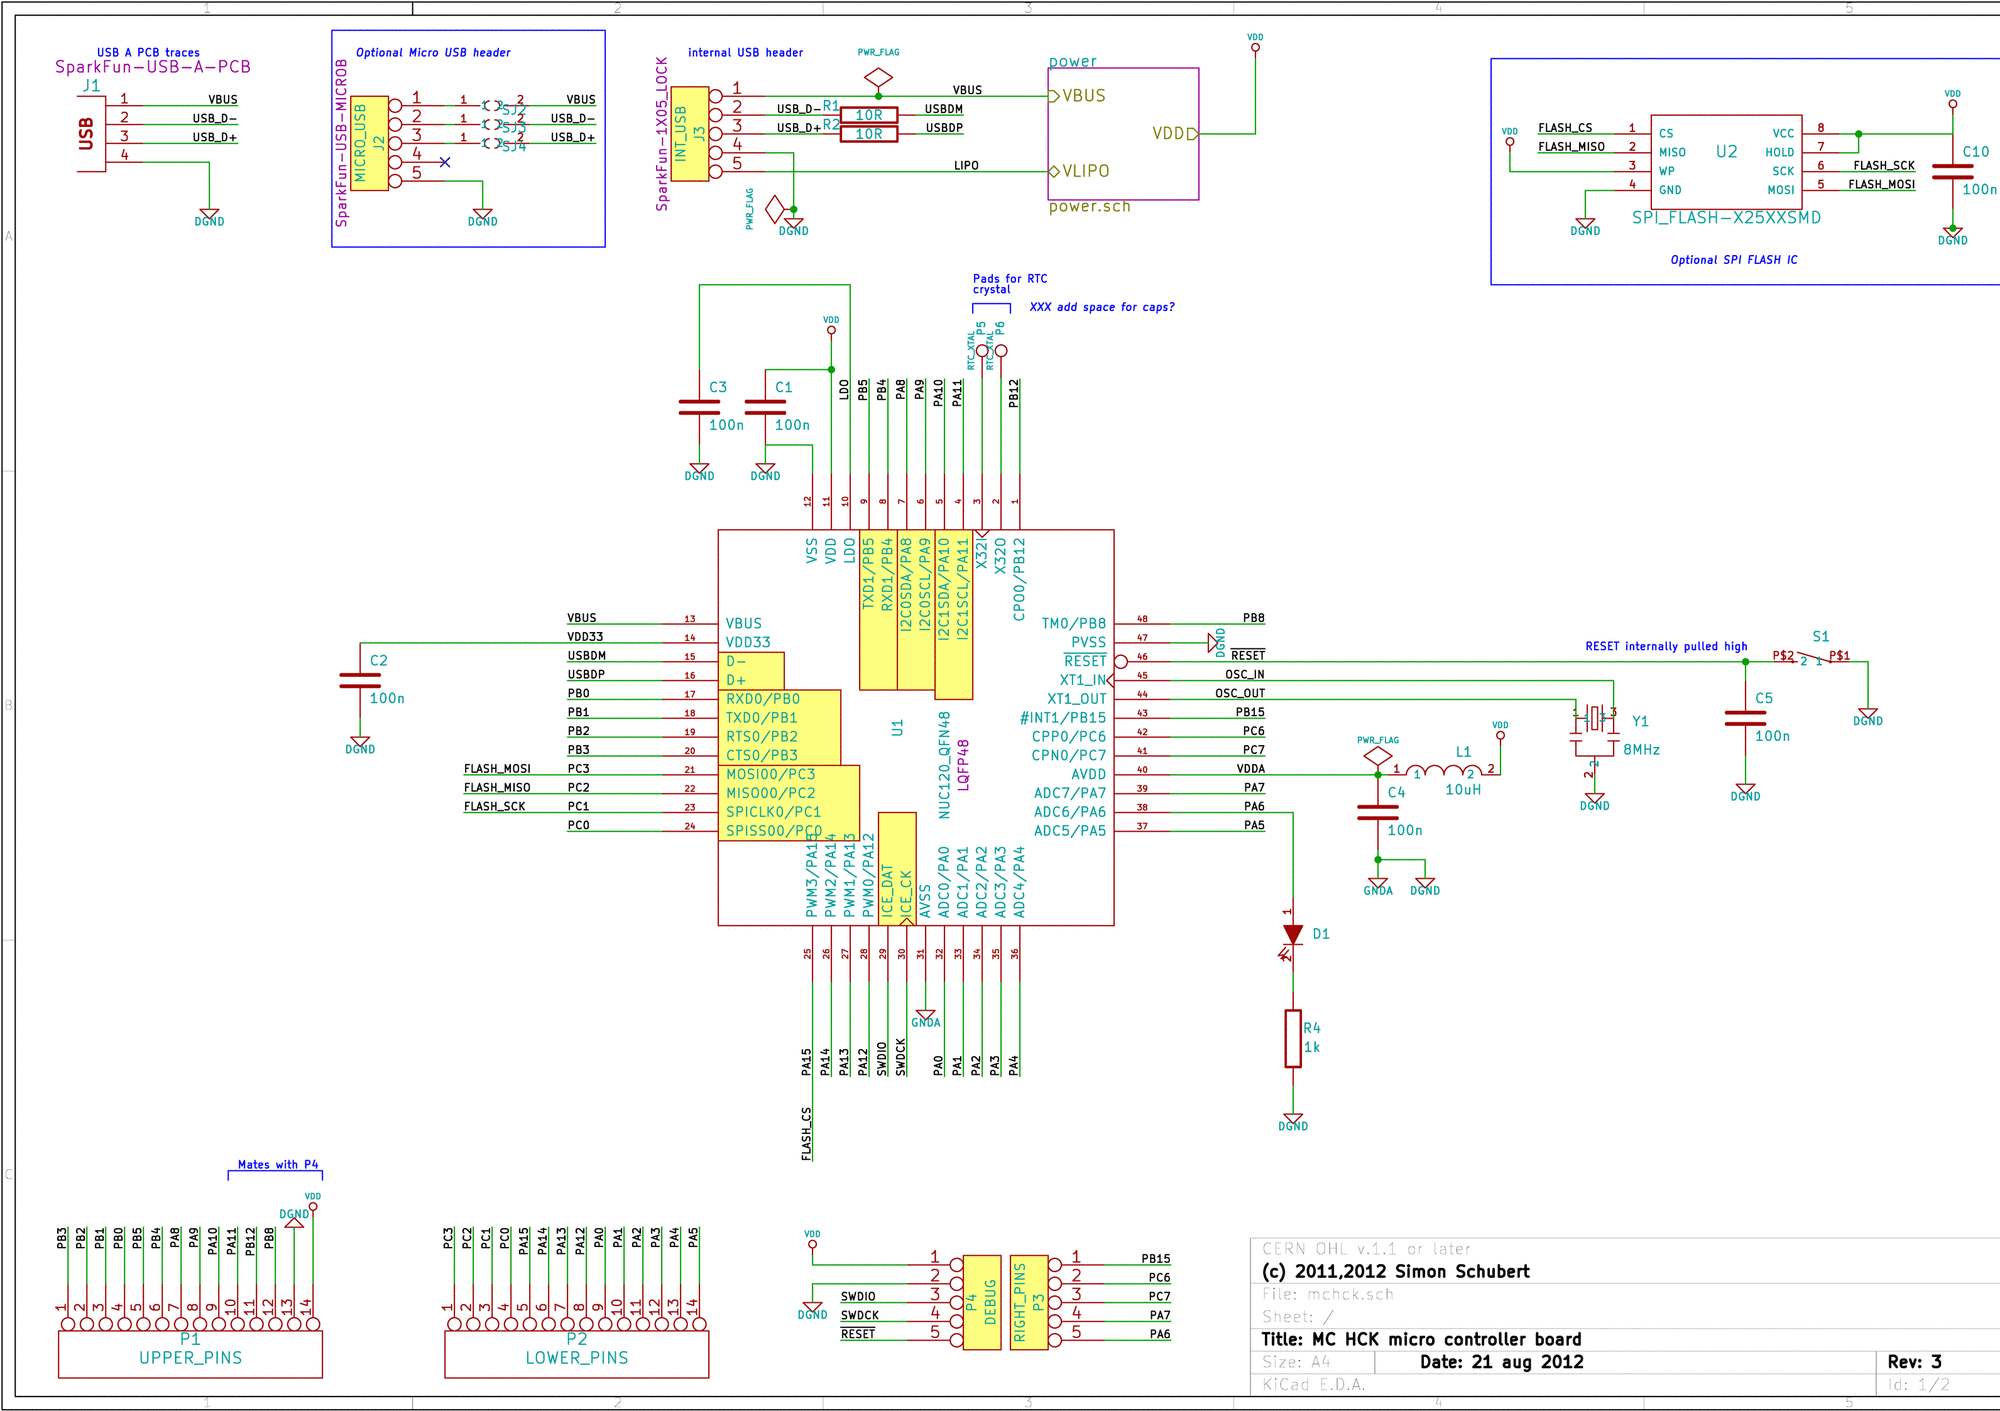 1 2 3 4 5
USB A PCB traces
SparkFun-USB-A-PCB
J1
USB
1 VBUS
2 USB_D-
3 USB_D+
4
DGND
Optional Micro USB header
SparkFun-USB-MICROB
MICRO_USB
J2
1 1 1 2 2 VBUS
SJ2
2 1 1 2 2 USB_D-
SJ3
3 1 1 2 2 USB_D+
SJ4
4
5
DGND
internal USB header
SparkFun-1X05_LOCK
INT_USB
J3
PWR_FLAG
1 VBUS
2 USB_D- R1 10R USBDM
3 USB_D+ R2 10R USBDP
4
5 LIPO
PWR_FLAG
DGND
power
VBUS
VDD
VLIPO
power.sch
VDD
VDD
VDD
FLASH_CS 1 CS VCC 8
FLASH_MISO 2 MISO U2 HOLD 7
3 WP SCK 6 FLASH_SCK
4 GND MOSI 5 FLASH_MOSI
SPI_FLASH-X25XXSMD
C10
100n
DGND
DGND
Optional SPI FLASH IC
A
Pads for RTC
crystal
XXX add space for caps?
VDD
RTC_XTAL P5
RTC_XTAL P6
C3
100n
DGND
C1
100n
DGND
LDO PB5 PB4 PA8 PA9 PA10 PA11 PB12
12 11 10 9 8 7 6 5 4 3 2 1
VSS VDD LDO TXD1/PB5 RXD1/PB4 I2C0SDA/PA8 I2C0SCL/PA9 I2C1SDA/PA10 I2C1SCL/PA11 X32I X32O CPO0/PB12
VBUS 13 VBUS
VDD33 14 VDD33
USBDM 15 D-
USBDP 16 D+
PB0 17 RXD0/PB0
PB1 18 TXD0/PB1
PB2 19 RTS0/PB2
PB3 20 CTS0/PB3
FLASH_MOSI PC3 21 MOSI00/PC3
FLASH_MISO PC2 22 MISO00/PC2
FLASH_SCK PC1 23 SPICLK0/PC1
PC0 24 SPISS00/PC0
C2
100n
DGND
U1
NUC120_QFN48
LQFP48
TM0/PB8 48 PB8
PVSS 47 DGND
RESET 46 RESET
XT1_IN 45 OSC_IN
XT1_OUT 44 OSC_OUT
#INT1/PB15 43 PB15
CPP0/PC6 42 PC6
CPN0/PC7 41 PC7
AVDD 40 VDDA
ADC7/PA7 39 PA7
ADC6/PA6 38 PA6
ADC5/PA5 37 PA5
RESET internally pulled high
S1
P$2 2 1 P$1
C5
100n
DGND
DGND
B
1 1 3 3
Y1
8MHz
2
2
DGND
PWR_FLAG
L1
1 1 2 2
10uH
VDD
C4
100n
GNDA
DGND
PWM3/PA15 PWM2/PA14 PWM1/PA13 PWM0/PA12 ICE_DAT ICE_CK AVSS ADC0/PA0 ADC1/PA1 ADC2/PA2 ADC3/PA3 ADC4/PA4
25 26 27 28 29 30 31 32 33 34 35 36
GNDA
PA15 PA14 PA13 PA12 SWDIO SWDCK PA0 PA1 PA2 PA3 PA4
FLASH_CS
1
D1
2
R4
1k
DGND
C
Mates with P4
VDD
DGND
PB3 PB2 PB1 PB0 PB5 PB4 PA8 PA9 PA10 PA11 PB12 PB8
1 2 3 4 5 6 7 8 9 10 11 12 13 14
P1
UPPER_PINS
PC3 PC2 PC1 PC0 PA15 PA14 PA13 PA12 PA0 PA1 PA2 PA3 PA4 PA5
1 2 3 4 5 6 7 8 9 10 11 12 13 14
P2
LOWER_PINS
VDD
DGND
1
2
SWDIO 3
SWDCK 4
RESET 5
P4
DEBUG
RIGHT_PINS
P3
1 PB15
2 PC6
3 PC7
4 PA7
5 PA6
CERN OHL v.1.1 or later
(c) 2011,2012 Simon Schubert
File: mchck.sch
Sheet: /
Title: MC HCK micro controller board
Size: A4 Date: 21 aug 2012 Rev: 3
KiCad E.D.A. Id: 1/2
1 2 3 4 5